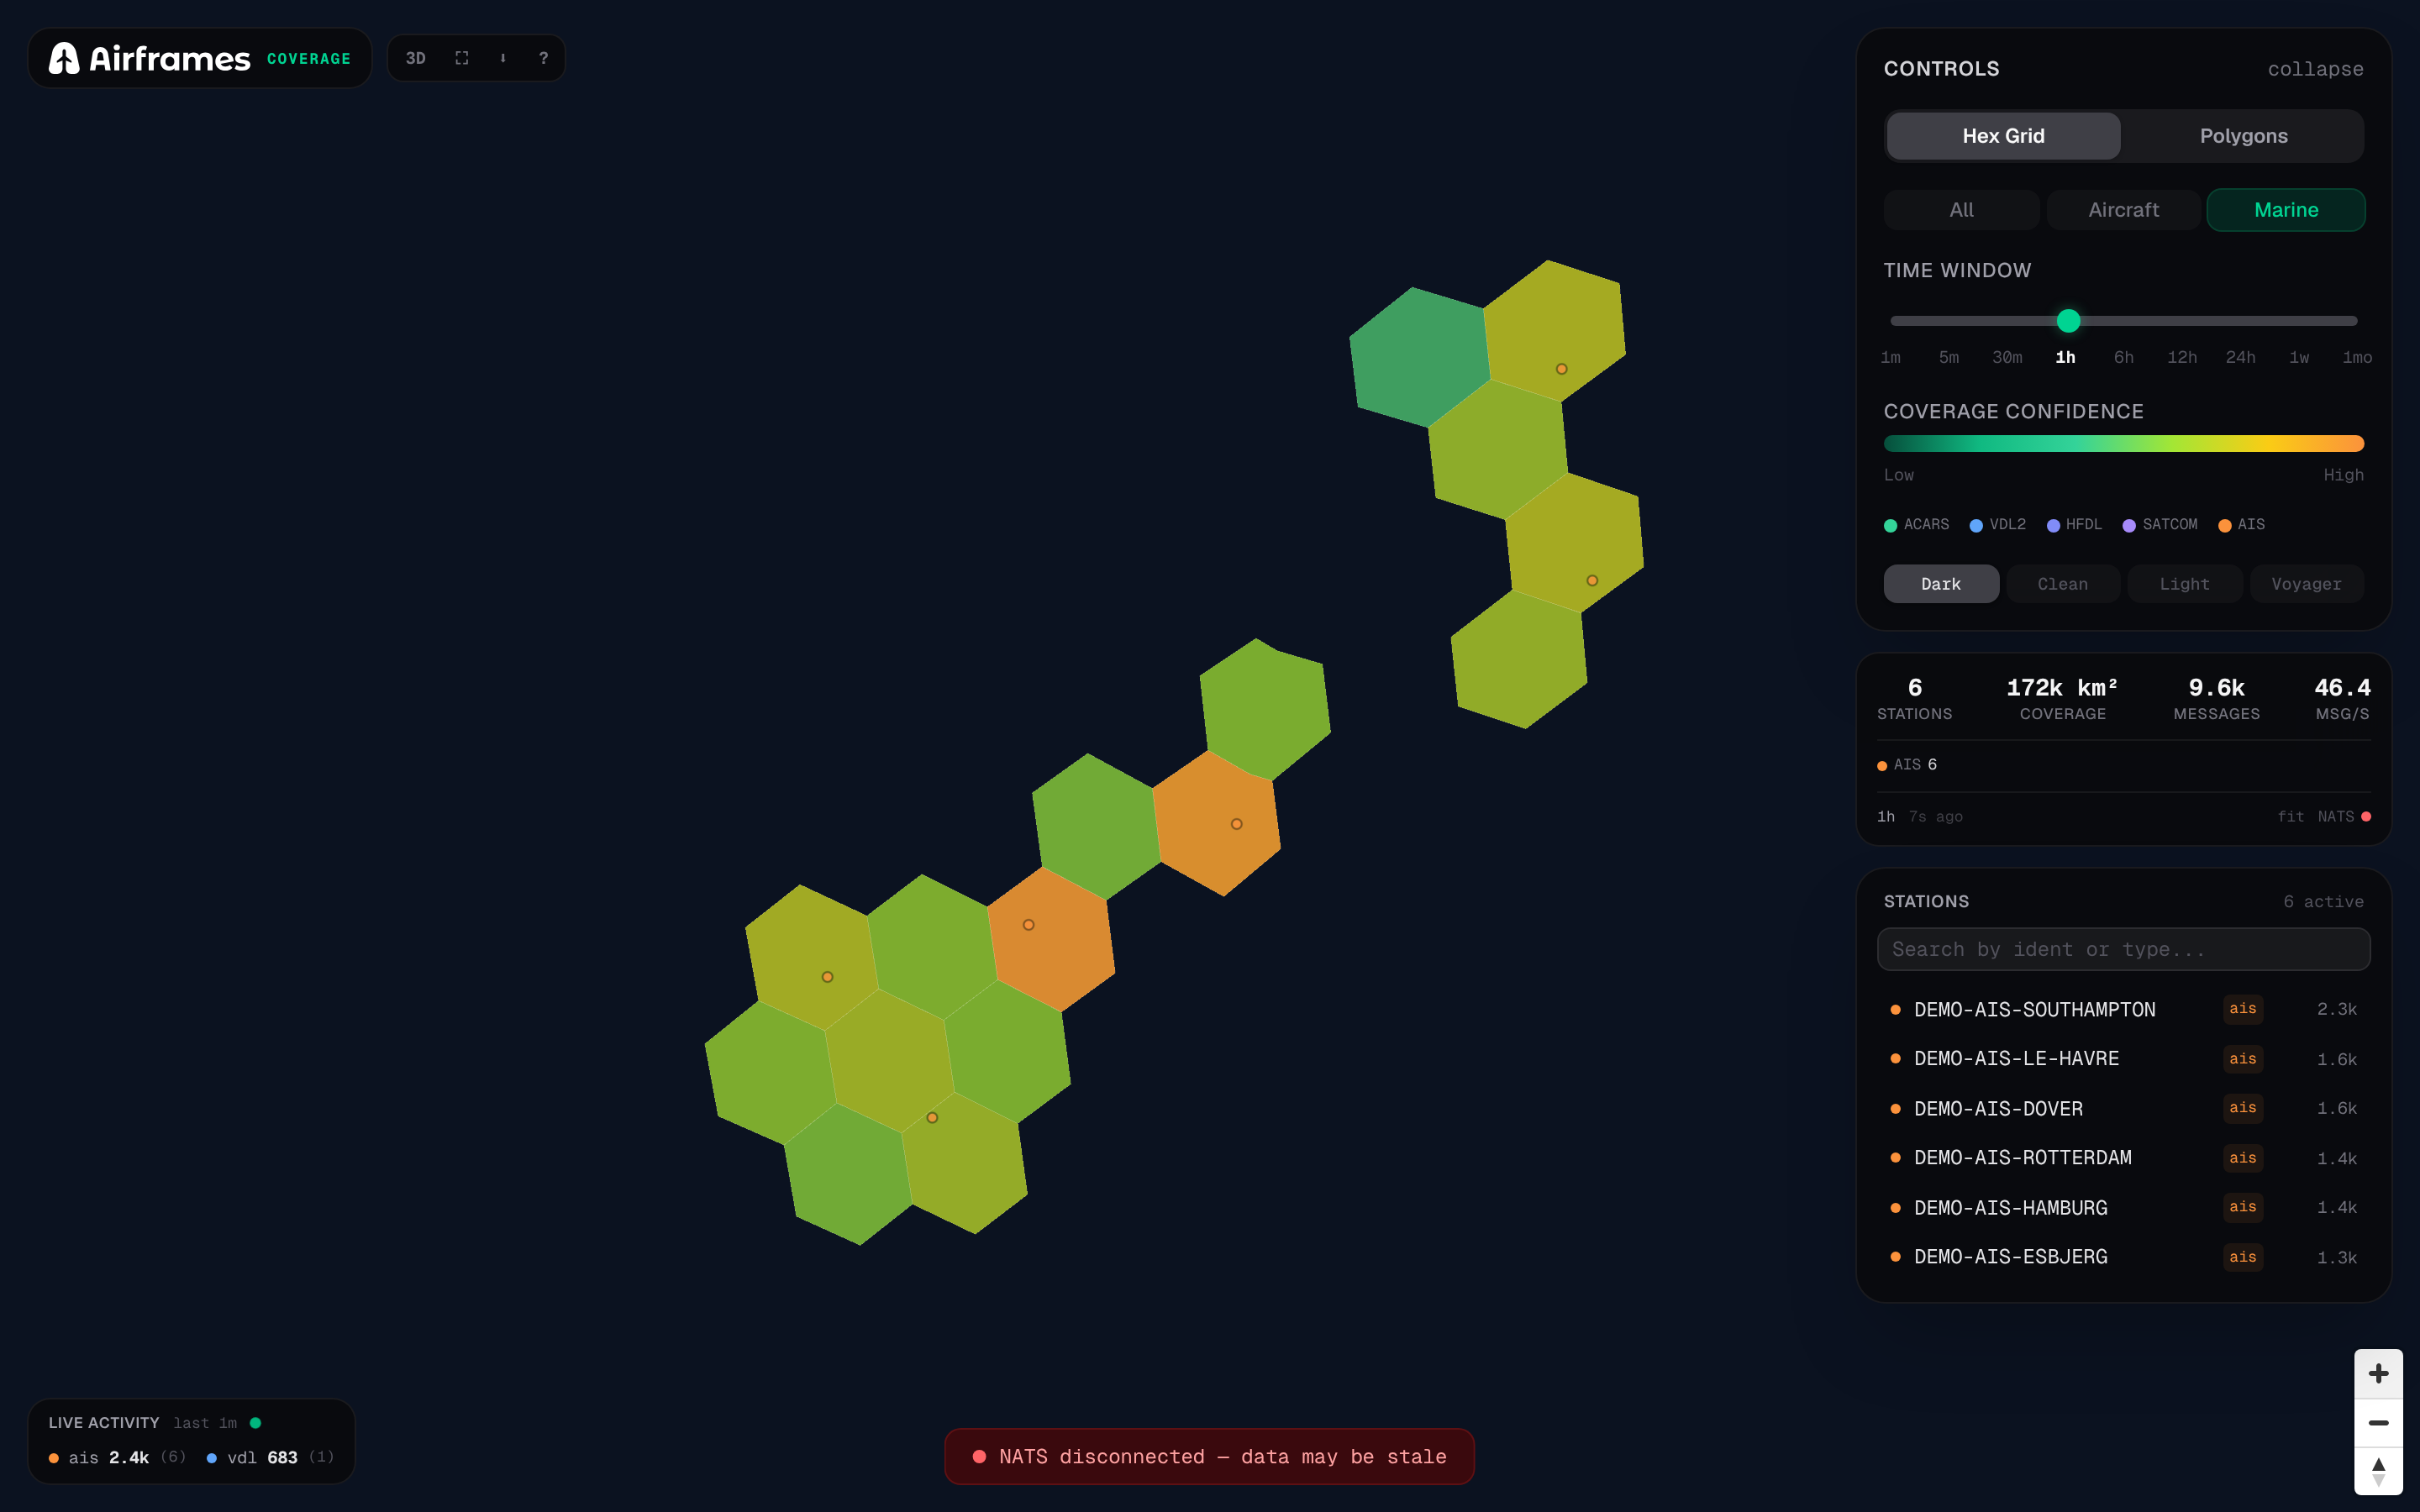 Airframes COVERAGE
3D ?
CONTROLS collapse
Hex Grid Polygons
All Aircraft Marine
TIME WINDOW
1m 5m 30m 1h 6h 12h 24h 1w 1mo
COVERAGE CONFIDENCE
Low High
ACARS VDL2 HFDL SATCOM AIS
Dark Clean Light Voyager
6 172k km² 9.6k 46.4
STATIONS COVERAGE MESSAGES MSG/S
AIS 6
1h 7s ago fit NATS
STATIONS 6 active
Search by ident or type...
DEMO-AIS-SOUTHAMPTON ais 2.3k
DEMO-AIS-LE-HAVRE ais 1.6k
DEMO-AIS-DOVER ais 1.6k
DEMO-AIS-ROTTERDAM ais 1.4k
DEMO-AIS-HAMBURG ais 1.4k
DEMO-AIS-ESBJERG ais 1.3k
LIVE ACTIVITY last 1m
ais 2.4k (6) vdl 683 (1)
NATS disconnected — data may be stale